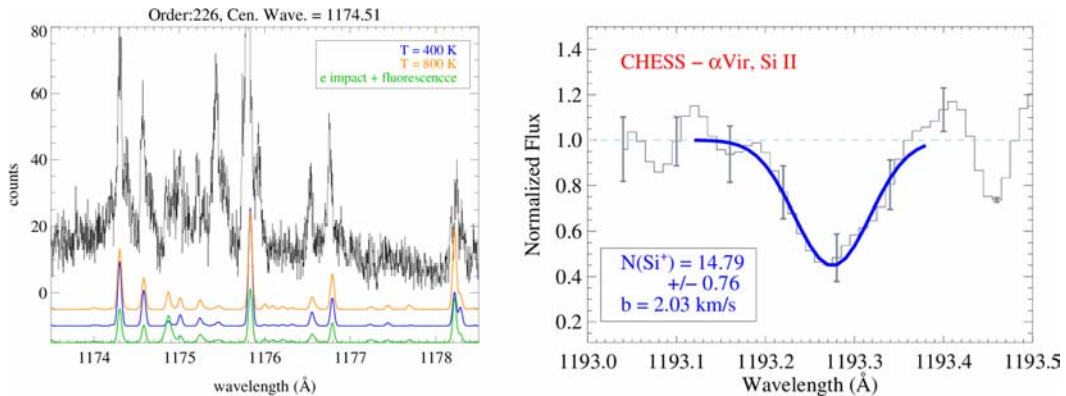 Order:226, Cen. Wave. = 1174.51
80
60
40
20
0
counts
T = 400 K
T = 800 K
e impact + fluorescencce
1174 1175 1176 1177 1178
wavelength (Å)
1.4
1.2
1.0
0.8
0.6
0.4
0.2
Normalized Flux
CHESS – αVir, Si II
N(Si⁺) = 14.79
+/− 0.76
b = 2.03 km/s
1193.0 1193.1 1193.2 1193.3 1193.4 1193.5
Wavelength (Å)